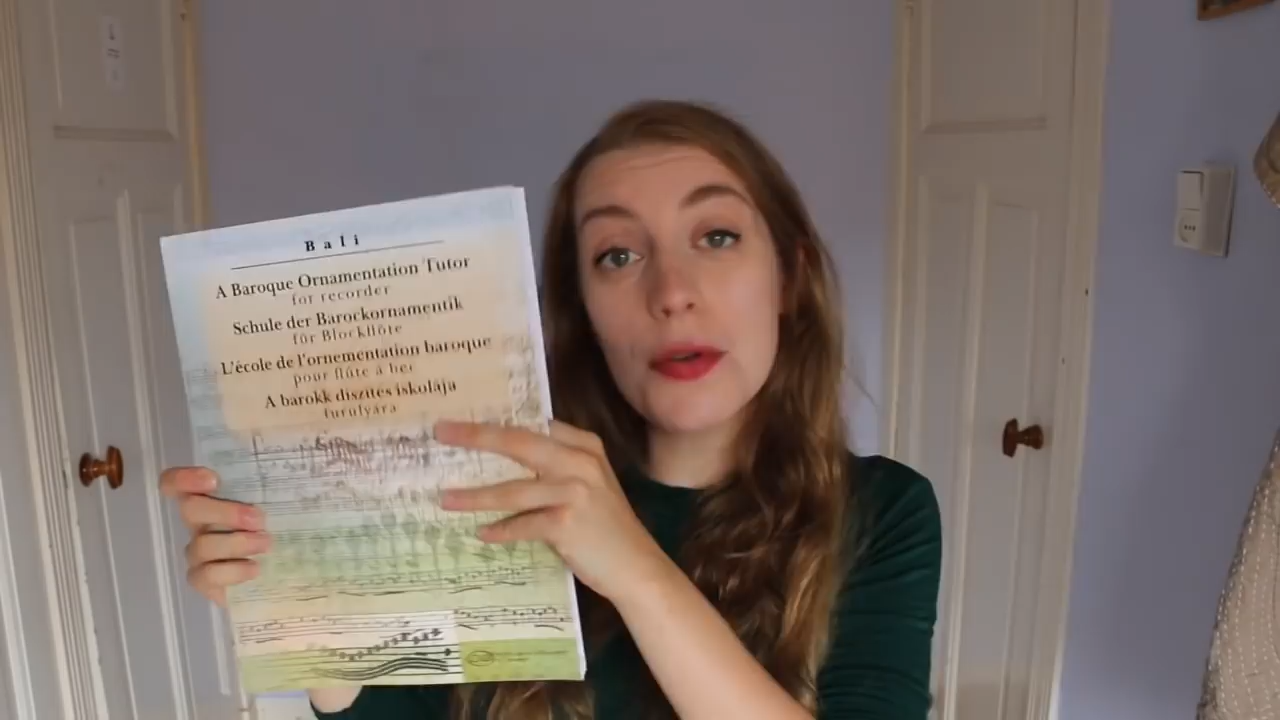 Bali
A Baroque Ornamentation Tutor
for recorder
Schule der Barockornamentik
für Blockflöte
L'école de l'ornementation baroque
pour flûte à bec
A barokk díszítés iskolája
furulyára